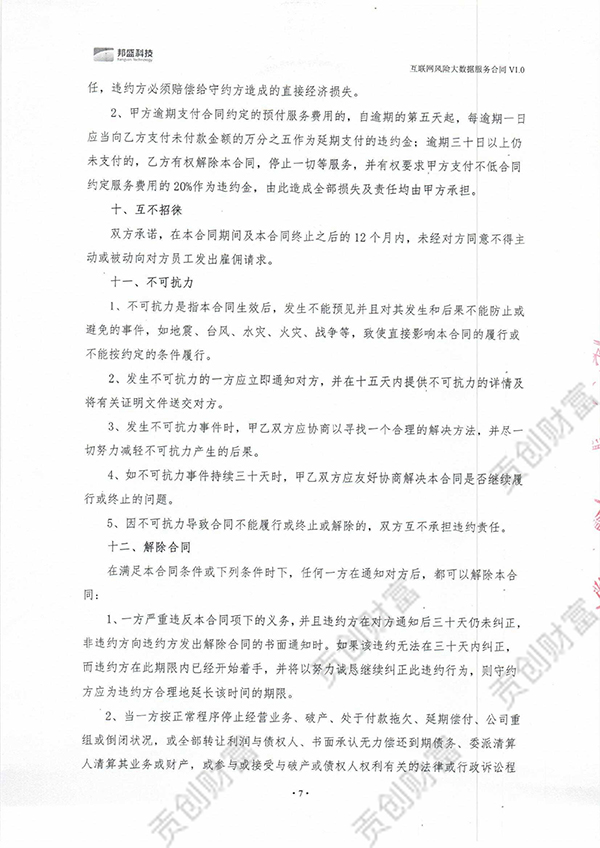 邦盛科技
互联网风险大数据服务合同 V1.0
任，违约方必须赔偿给守约方造成的直接经济损失。
2、甲方逾期支付合同约定的预付服务费用的，自逾期的第五天起，每逾期一日
应当向乙方支付未付款金额的万分之五作为延期支付的违约金；逾期三十日以上仍
未支付的，乙方有权解除本合同，停止一切等服务，并有权要求甲方支付不低合同
约定服务费用的20%作为违约金，由此造成全部损失及责任均由甲方承担。
十、互不招徕
双方承诺，在本合同期间及本合同终止之后的 12 个月内，未经对方同意不得主
动或被动向对方员工发出雇佣请求。
十一、不可抗力
1、不可抗力是指本合同生效后，发生不能预见并且对其发生和后果不能防止或
避免的事件，如地震、台风、水灾、火灾、战争等，致使直接影响本合同的履行或
不能按约定的条件履行。
2、发生不可抗力的一方应立即通知对方，并在十五天内提供不可抗力的详情及
将有关证明文件送交对方。
3、发生不可抗力事件时，甲乙双方应协商以寻找一个合理的解决方法，并尽一
切努力减轻不可抗力产生的后果。
4、如不可抗力事件持续三十天时，甲乙双方应友好协商解决本合同是否继续履
行或终止的问题。
5、因不可抗力导致合同不能履行或终止或解除的，双方互不承担违约责任。
十二、解除合同
在满足本合同条件或下列条件时下，任何一方在通知对方后，都可以解除本合
同：
1、一方严重违反本合同项下的义务，并且违约方在对方通知后三十天仍未纠正，
非违约方向违约方发出解除合同的书面通知时。如果该违约无法在三十天内纠正，
而违约方在此期限内已经开始着手，并将以努力诚恳继续纠正此违约行为，则守约
方应为违约方合理地延长该时间的期限。
2、当一方按正常程序停止经营业务、破产、处于付款拖欠、延期偿付、公司重
组或倒闭状况，或全部转让利润与债权人、书面承认无力偿还到期债务、委派清算
人清算其业务或财产，或参与或接受与破产或债权人权利有关的法律或行政诉讼程
·7·
贡创财富
贡创财富
贡创财富
贡创财富